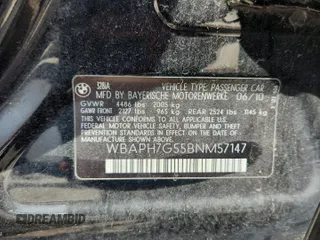 VEHICLE TYPE PASSENGER CAR
MFD BY BAYERISCHE MOTORENWERKE 06/10
GVWR 4486 lbs 2005 kg
GAWR FRONT 2127 lbs 965 kg REAR 2524 lbs 1145 kg
THIS VEHICLE CONFORMS TO ALL APPLICABLE
FEDERAL MOTOR VEHICLE SAFETY, BUMPER
AND THEFT PREVENTION STANDARDS IN EFFECT
ON THE DATE OF MANUFACTURE SHOWN ABOVE.
WBAPH7G55BNM57147
DREAMBID